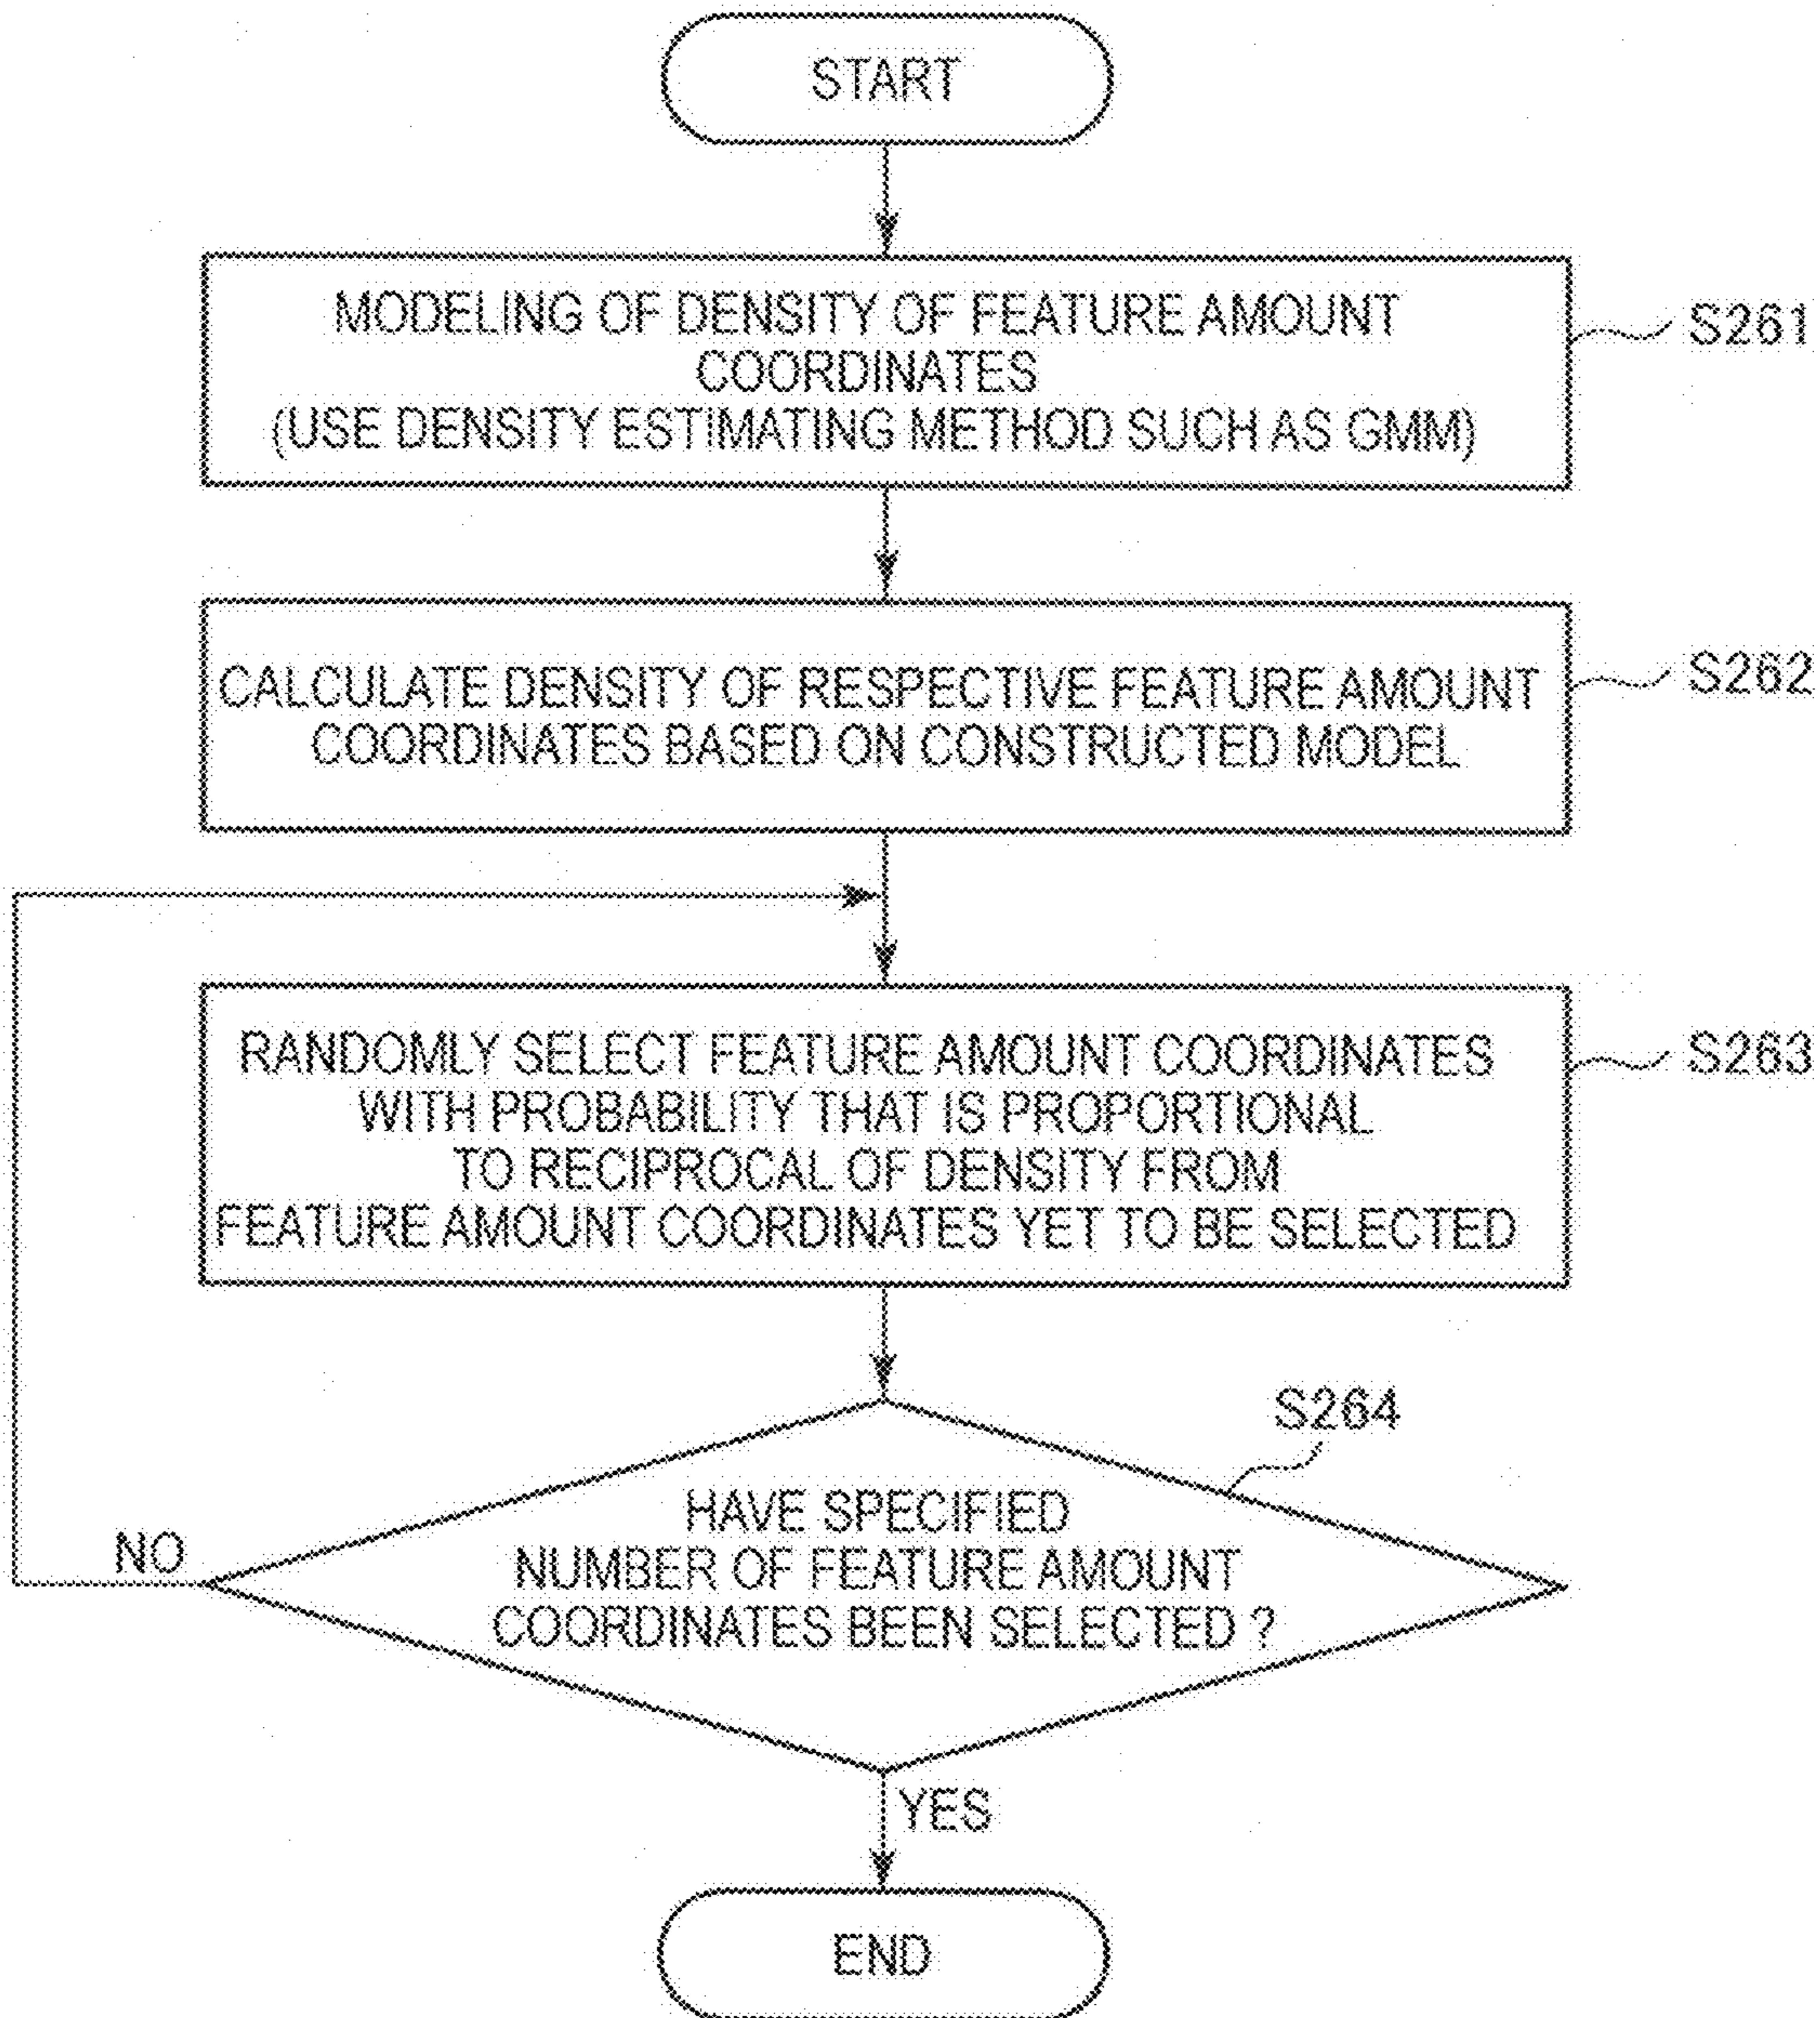 START
MODELING OF DENSITY OF FEATURE AMOUNT
COORDINATES
(USE DENSITY ESTIMATING METHOD SUCH AS GMM)
S261
CALCULATE DENSITY OF RESPECTIVE FEATURE AMOUNT
COORDINATES BASED ON CONSTRUCTED MODEL
S262
RANDOMLY SELECT FEATURE AMOUNT COORDINATES
WITH PROBABILITY THAT IS PROPORTIONAL
TO RECIPROCAL OF DENSITY FROM
FEATURE AMOUNT COORDINATES YET TO BE SELECTED
S263
S264
HAVE SPECIFIED
NUMBER OF FEATURE AMOUNT
COORDINATES BEEN SELECTED ?
NO
YES
END